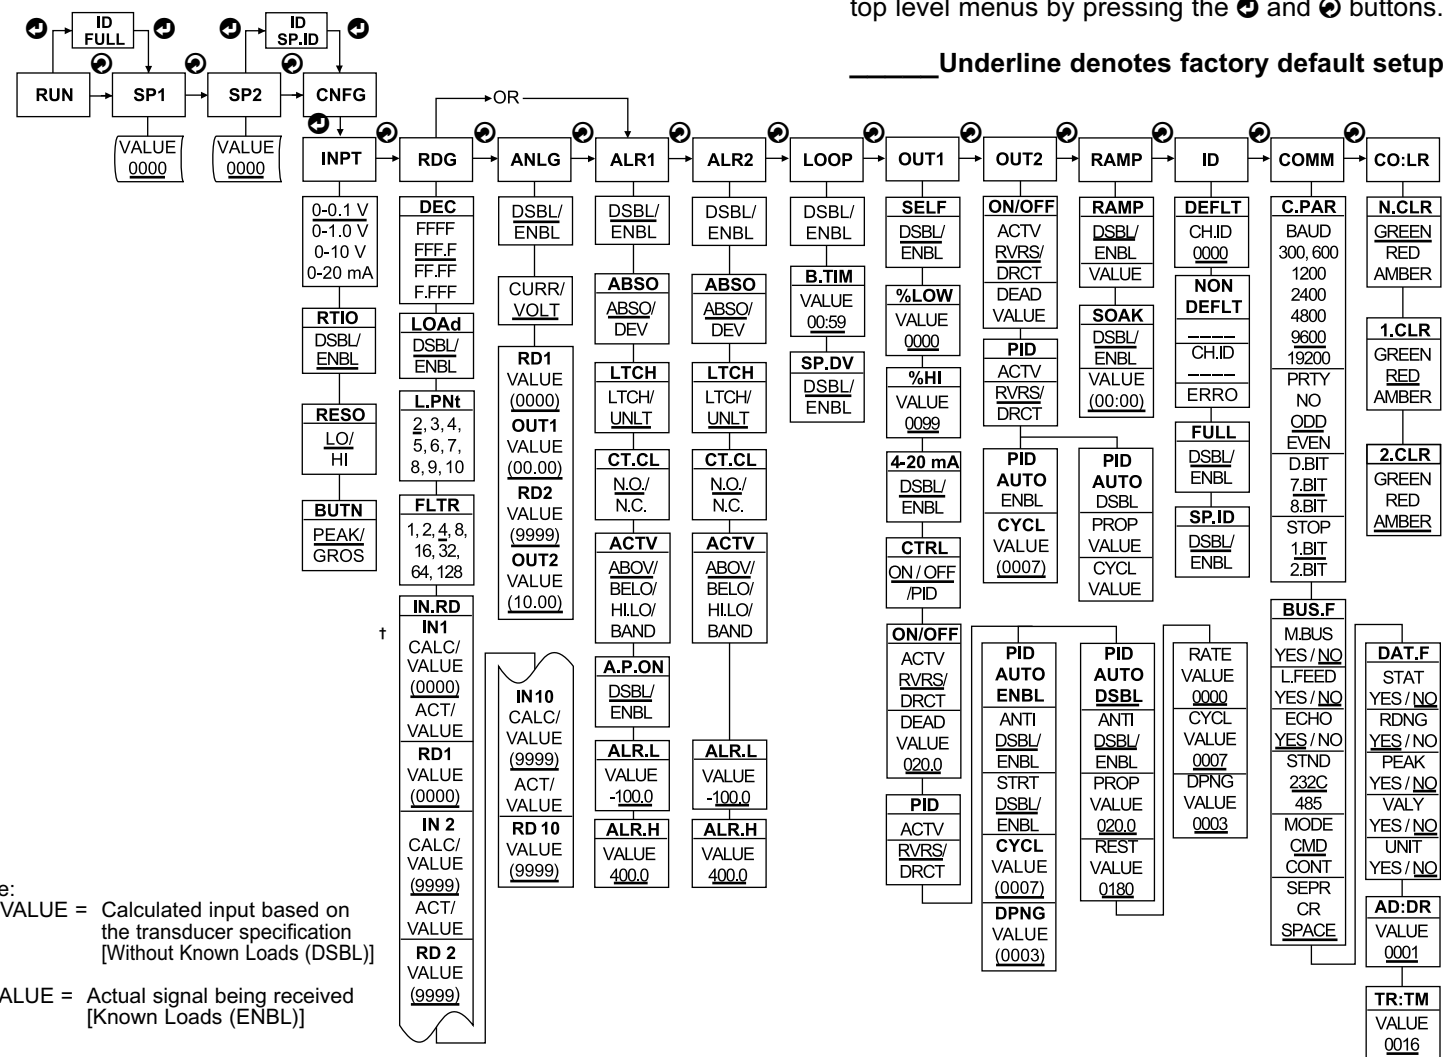 top level menus by pressing the and buttons.
Underline denotes factory default setup
ID
FULL
ID
SP.ID
RUN
SP1
SP2
CNFG
VALUE
0000
VALUE
0000
OR
INPT
RDG
ANLG
ALR1
ALR2
LOOP
OUT1
OUT2
RAMP
ID
COMM
CO:LR
0-0.1 V
0-1.0 V
0-10 V
0-20 mA
RTIO
DSBL/
ENBL
RESO
LO/
HI
BUTN
PEAK/
GROS
DEC
FFFF
FFF.F
FF.FF
F.FFF
LOAd
DSBL/
ENBL
L.PNt
2, 3, 4,
5, 6, 7,
8, 9, 10
FLTR
1, 2, 4, 8,
16, 32,
64, 128
†
IN.RD
IN1
CALC/
VALUE
(0000)
ACT/
VALUE
RD1
VALUE
(0000)
IN 2
CALC/
VALUE
(9999)
ACT/
VALUE
RD 2
VALUE
(9999)
DSBL/
ENBL
CURR/
VOLT
RD1
VALUE
(0000)
OUT1
VALUE
(00.00)
RD2
VALUE
(9999)
OUT2
VALUE
(10.00)
IN10
CALC/
VALUE
(9999)
ACT/
VALUE
RD 10
VALUE
(9999)
DSBL/
ENBL
ABSO
ABSO/
DEV
LTCH
LTCH/
UNLT
CT.CL
N.O./
N.C.
ACTV
ABOV/
BELO/
HI.LO/
BAND
A.P.ON
DSBL/
ENBL
ALR.L
VALUE
-100.0
ALR.H
VALUE
400.0
DSBL/
ENBL
ABSO
ABSO/
DEV
LTCH
LTCH/
UNLT
CT.CL
N.O./
N.C.
ACTV
ABOV/
BELO/
HI.LO/
BAND
ALR.L
VALUE
-100.0
ALR.H
VALUE
400.0
DSBL/
ENBL
B.TIM
VALUE
00:59
SP.DV
DSBL/
ENBL
SELF
DSBL/
ENBL
%LOW
VALUE
0000
%HI
VALUE
0099
4-20 mA
DSBL/
ENBL
CTRL
ON / OFF
/PID
ON/OFF
ACTV
RVRS/
DRCT
DEAD
VALUE
020.0
PID
ACTV
RVRS/
DRCT
ON/OFF
ACTV
RVRS/
DRCT
DEAD
VALUE
PID
ACTV
RVRS/
DRCT
PID
AUTO
ENBL
CYCL
VALUE
(0007)
PID
AUTO
DSBL
PROP
VALUE
CYCL
VALUE
PID
AUTO
ENBL
ANTI
DSBL/
ENBL
STRT
DSBL/
ENBL
CYCL
VALUE
(0007)
DPNG
VALUE
(0003)
PID
AUTO
DSBL
ANTI
DSBL/
ENBL
PROP
VALUE
020.0
REST
VALUE
0180
RATE
VALUE
0000
CYCL
VALUE
0007
DPNG
VALUE
0003
RAMP
DSBL/
ENBL
VALUE
SOAK
DSBL/
ENBL
VALUE
(00:00)
DEFLT
CH.ID
0000
NON
DEFLT
_ _ _ _
CH.ID
_ _ _ _
ERRO
FULL
DSBL/
ENBL
SP.ID
DSBL/
ENBL
C.PAR
BAUD
300, 600
1200
2400
4800
9600
19200
PRTY
NO
ODD
EVEN
D.BIT
7.BIT
8.BIT
STOP
1.BIT
2.BIT
BUS.F
M.BUS
YES / NO
L.FEED
YES / NO
ECHO
YES / NO
STND
232C
485
MODE
CMD
CONT
SEPR
CR
SPACE
N.CLR
GREEN
RED
AMBER
1.CLR
GREEN
RED
AMBER
2.CLR
GREEN
RED
AMBER
DAT.F
STAT
YES / NO
RDNG
YES / NO
PEAK
YES / NO
VALY
YES / NO
UNIT
YES / NO
AD:DR
VALUE
0001
TR:TM
VALUE
0016
e:
VALUE = Calculated input based on
the transducer specification
[Without Known Loads (DSBL)]
ALUE = Actual signal being received
[Known Loads (ENBL)]